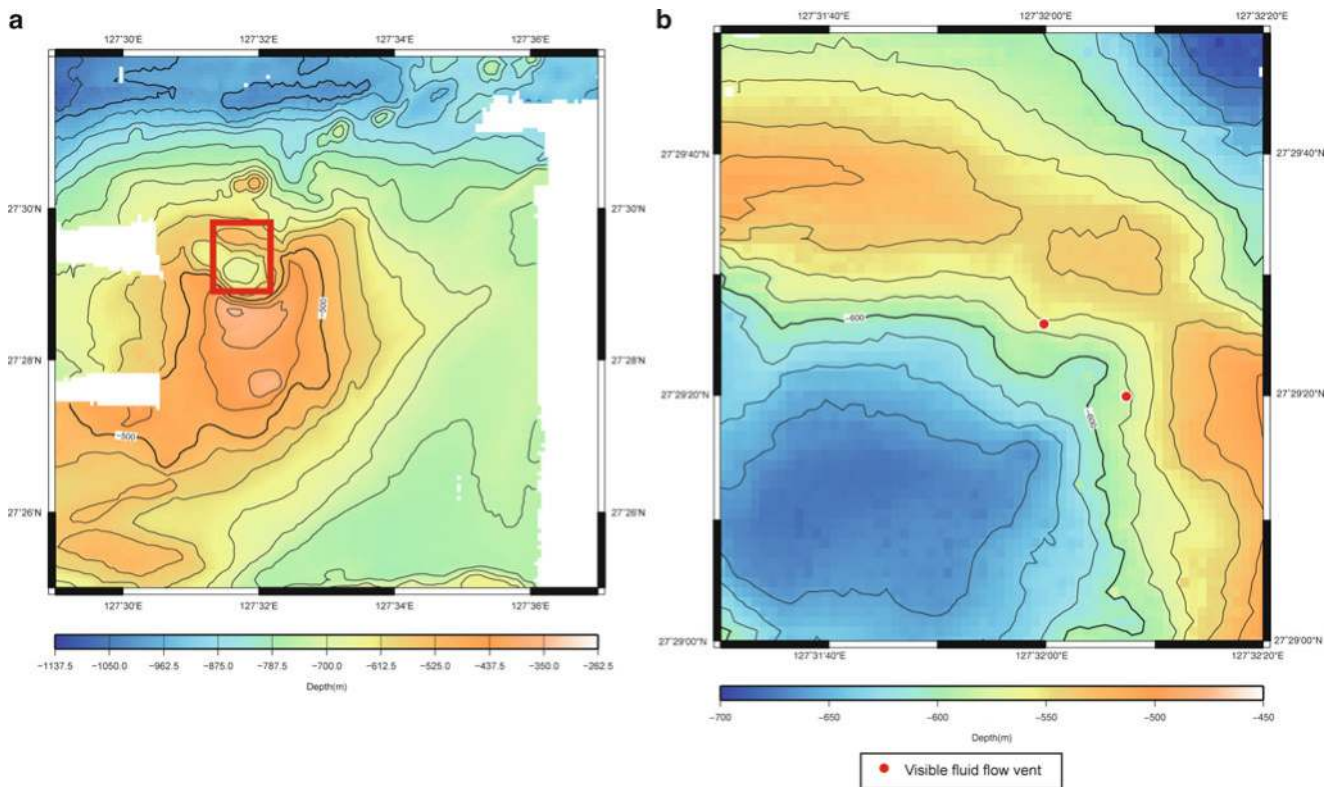 a
127˚30'E 127˚32'E 127˚34'E 127˚36'E
27˚30'N 27˚30'N
27˚28'N 27˚28'N
27˚26'N 27˚26'N
−500
−500
127˚30'E 127˚32'E 127˚34'E 127˚36'E
−1137.5 −1050.0 −962.5 −875.0 −787.5 −700.0 −612.5 −525.0 −437.5 −350.0 −262.5
Depth(m)
b
127˚31'40"E 127˚32'00"E 127˚32'20"E
27˚29'40"N 27˚29'40"N
−600
27˚29'20"N 27˚29'20"N
−600
27˚29'00"N 27˚29'00"N
127˚31'40"E 127˚32'00"E 127˚32'20"E
−700 −650 −600 −550 −500 −450
Depth(m)
Visible fluid flow vent